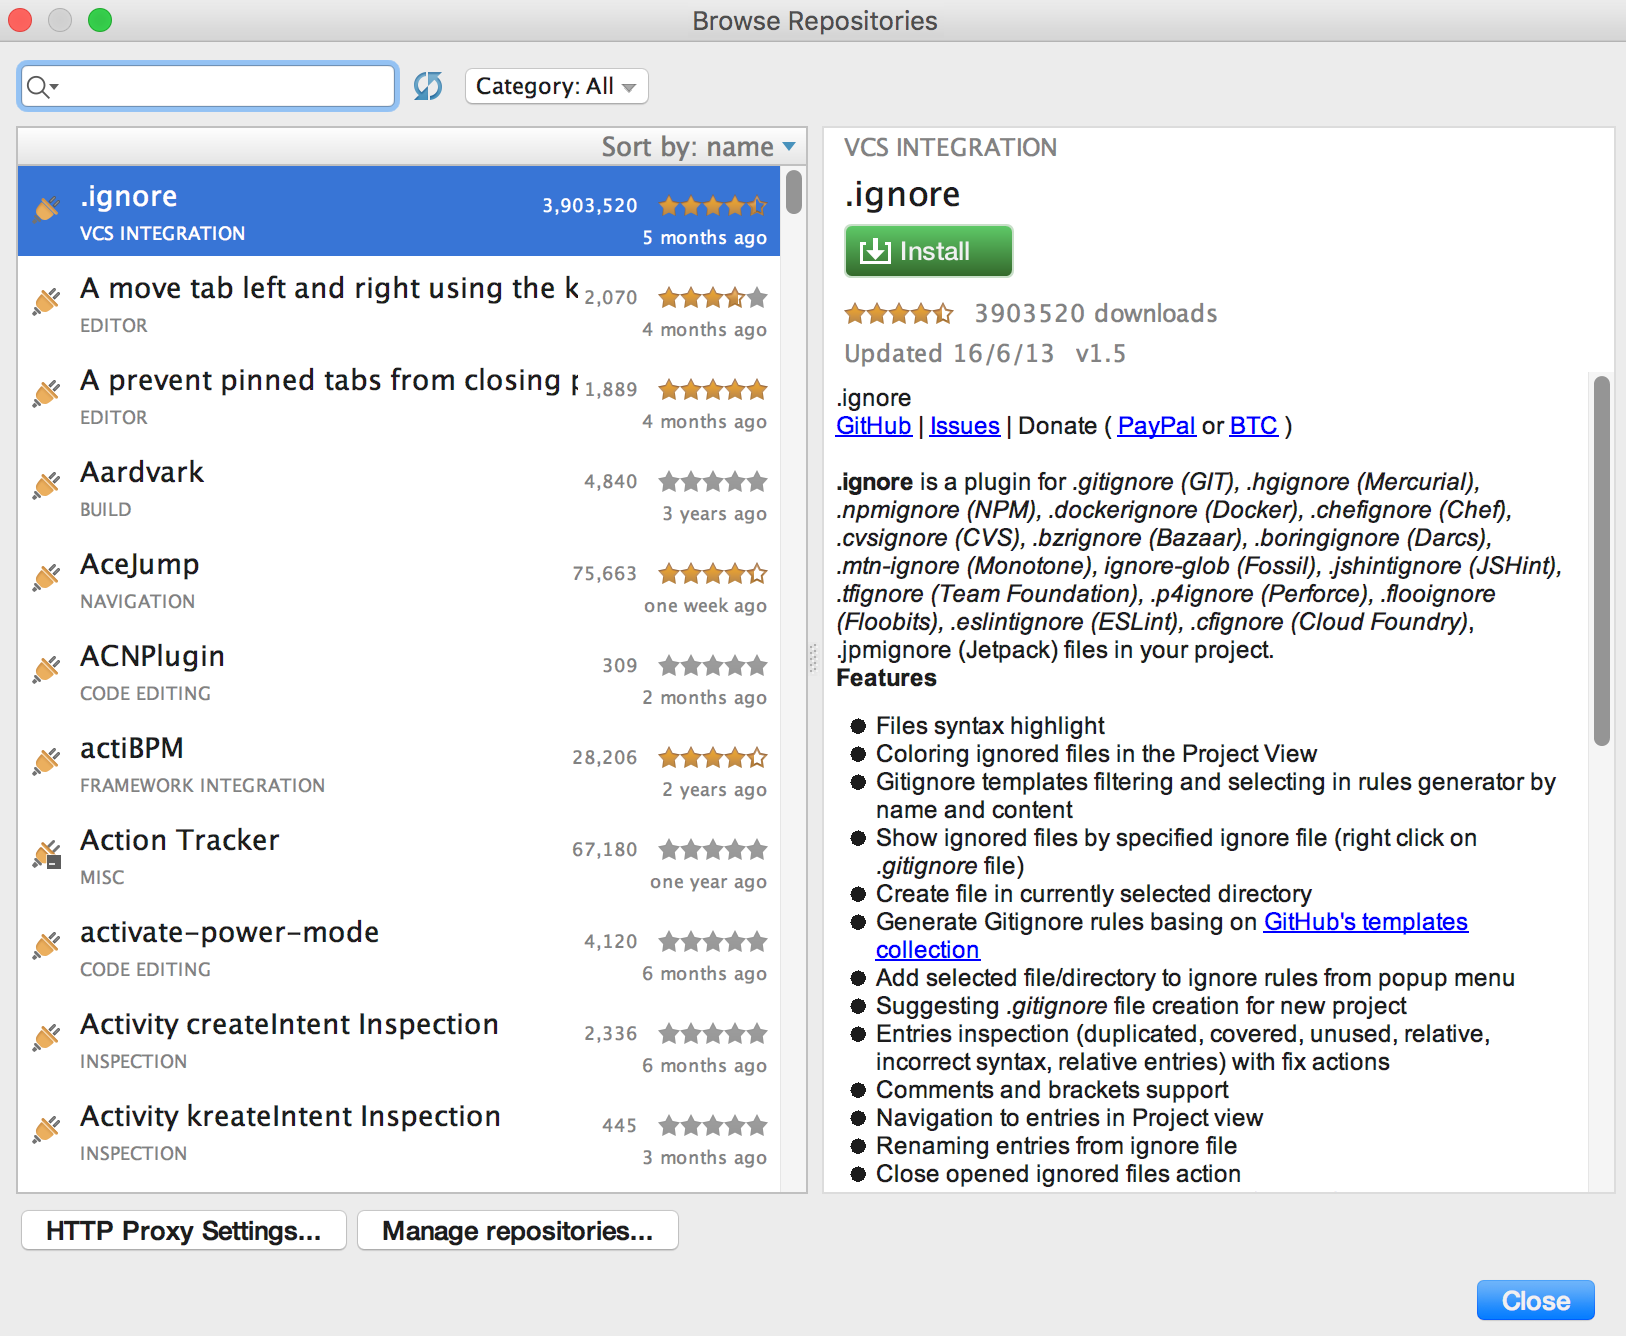 Browse Repositories
Category: All
Sort by: name
.ignore
3,903,520
VCS INTEGRATION
5 months ago
A move tab left and right using the k
2,070
EDITOR
4 months ago
A prevent pinned tabs from closing
1,889
EDITOR
4 months ago
Aardvark
4,840
BUILD
3 years ago
AceJump
75,663
NAVIGATION
one week ago
ACNPlugin
309
CODE EDITING
2 months ago
actiBPM
28,206
FRAMEWORK INTEGRATION
2 years ago
Action Tracker
67,180
MISC
one year ago
activate-power-mode
4,120
CODE EDITING
6 months ago
Activity createIntent Inspection
2,336
INSPECTION
6 months ago
Activity kreateIntent Inspection
445
INSPECTION
3 months ago
VCS INTEGRATION
.ignore
Install
3903520 downloads
Updated 16/6/13 v1.5
.ignore
GitHub | Issues | Donate ( PayPal or BTC )
.ignore is a plugin for .gitignore (GIT), .hgignore (Mercurial),
.npmignore (NPM), .dockerignore (Docker), .chefignore (Chef),
.cvsignore (CVS), .bzrignore (Bazaar), .boringignore (Darcs),
.mtn-ignore (Monotone), ignore-glob (Fossil), .jshintignore (JSHint),
.tfignore (Team Foundation), .p4ignore (Perforce), .flooignore
(Floobits), .eslintignore (ESLint), .cfignore (Cloud Foundry),
.jpmignore (Jetpack) files in your project.
Features
Files syntax highlight
Coloring ignored files in the Project View
Gitignore templates filtering and selecting in rules generator by
name and content
Show ignored files by specified ignore file (right click on
.gitignore file)
Create file in currently selected directory
Generate Gitignore rules basing on GitHub's templates
collection
Add selected file/directory to ignore rules from popup menu
Suggesting .gitignore file creation for new project
Entries inspection (duplicated, covered, unused, relative,
incorrect syntax, relative entries) with fix actions
Comments and brackets support
Navigation to entries in Project view
Renaming entries from ignore file
Close opened ignored files action
HTTP Proxy Settings...
Manage repositories...
Close